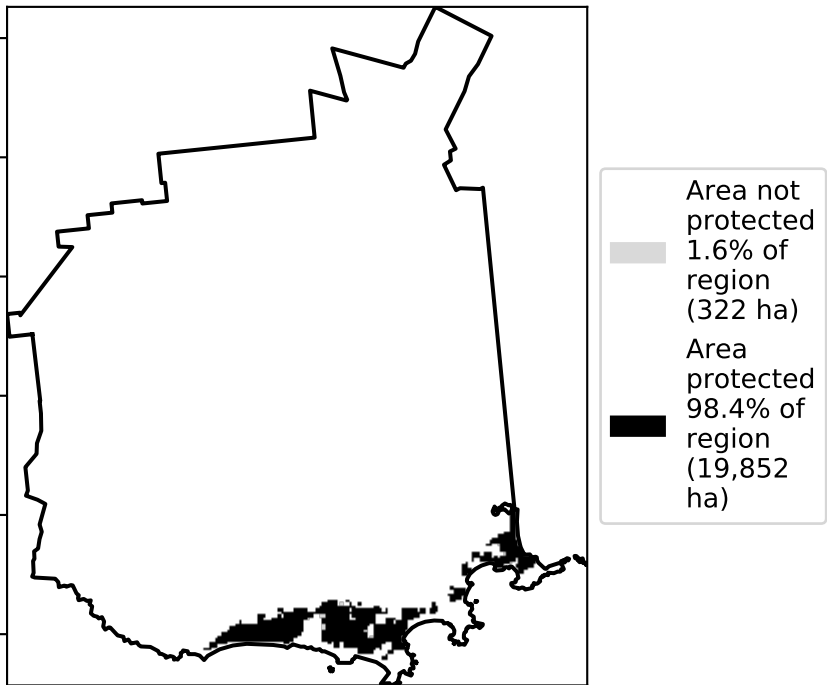 Area not
protected
1.6% of
region
(322 ha)
Area
protected
98.4% of
region
(19,852
ha)